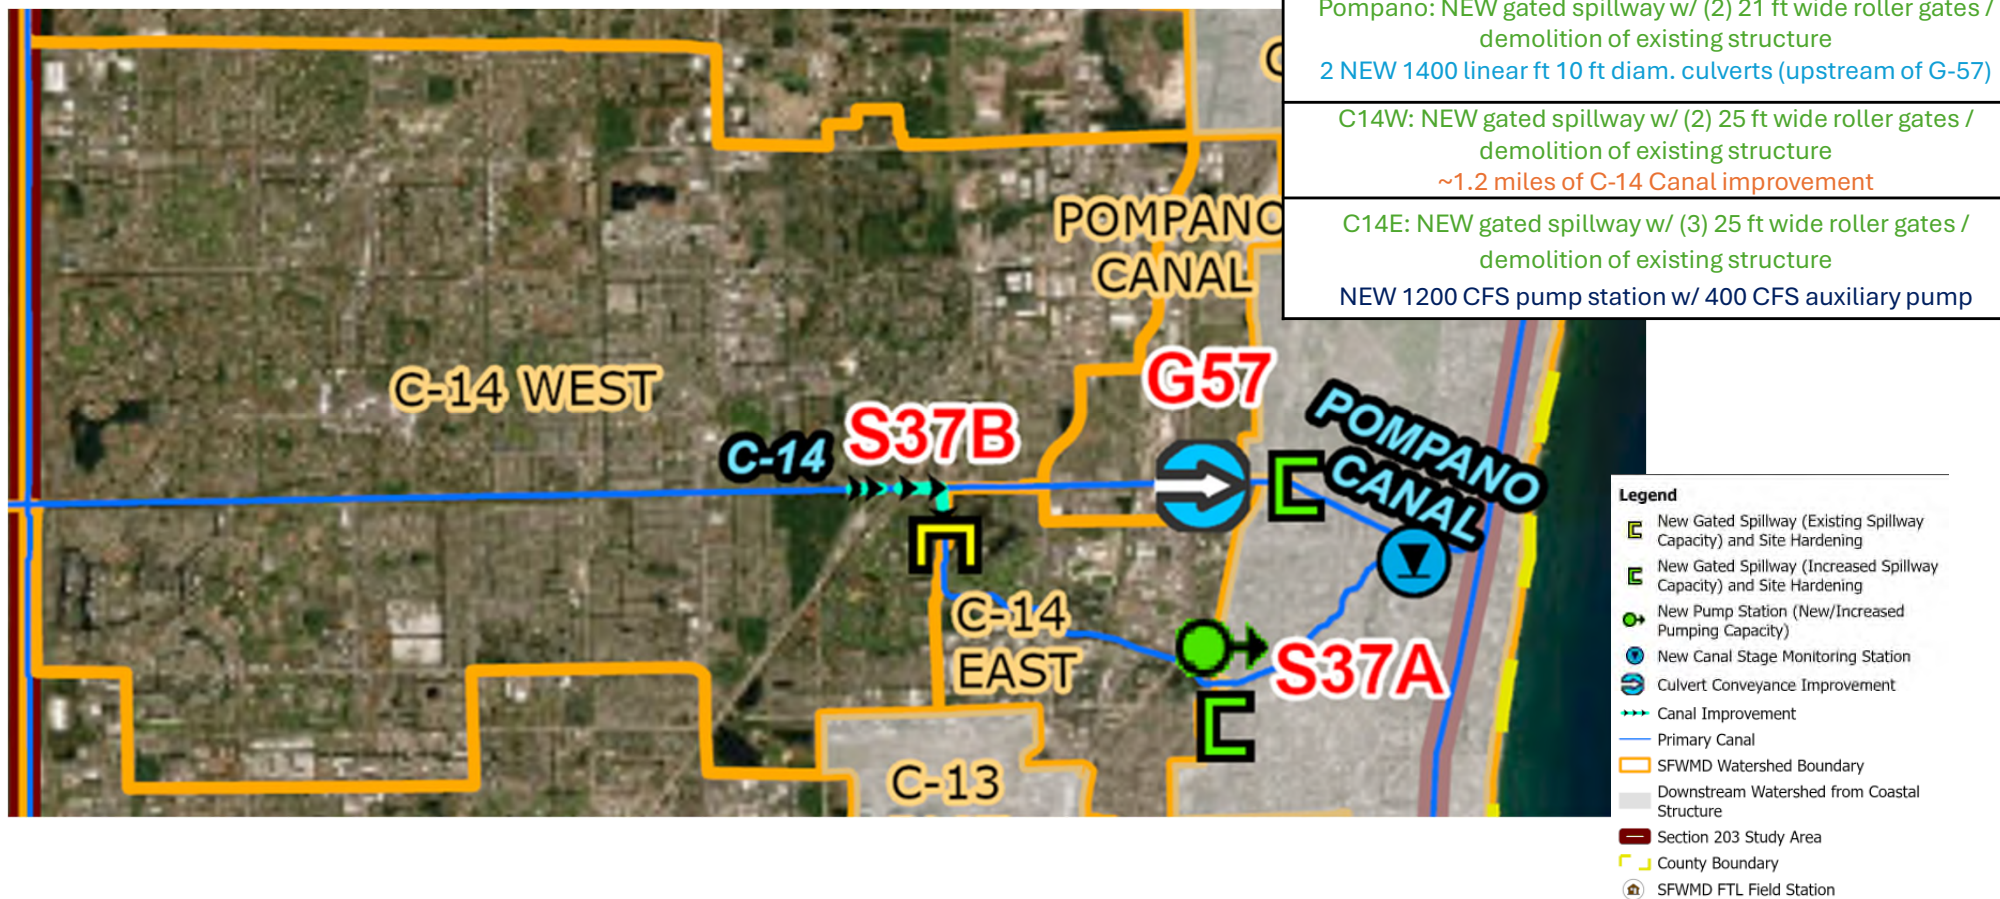 Pompano: NEW gated spillway w/ (2) 21 ft wide roller gates /
demolition of existing structure
2 NEW 1400 linear ft 10 ft diam. culverts (upstream of G-57)
C14W: NEW gated spillway w/ (2) 25 ft wide roller gates /
demolition of existing structure
~1.2 miles of C-14 Canal improvement
C14E: NEW gated spillway w/ (3) 25 ft wide roller gates /
demolition of existing structure
NEW 1200 CFS pump station w/ 400 CFS auxiliary pump
POMPANO
CANAL
G57
C-14 WEST
S37B
C-14
POMPANO
CANAL
C-14
EAST
S37A
C-13
Legend
New Gated Spillway (Existing Spillway
Capacity) and Site Hardening
New Gated Spillway (Increased Spillway
Capacity) and Site Hardening
New Pump Station (New/Increased
Pumping Capacity)
New Canal Stage Monitoring Station
Culvert Conveyance Improvement
Canal Improvement
Primary Canal
SFWMD Watershed Boundary
Downstream Watershed from Coastal
Structure
Section 203 Study Area
County Boundary
SFWMD FTL Field Station